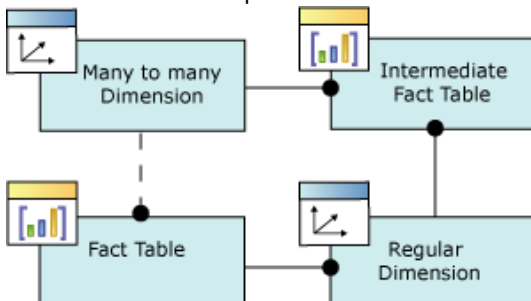 Many to many
Dimension
Intermediate
Fact Table
Fact Table
Regular
Dimension